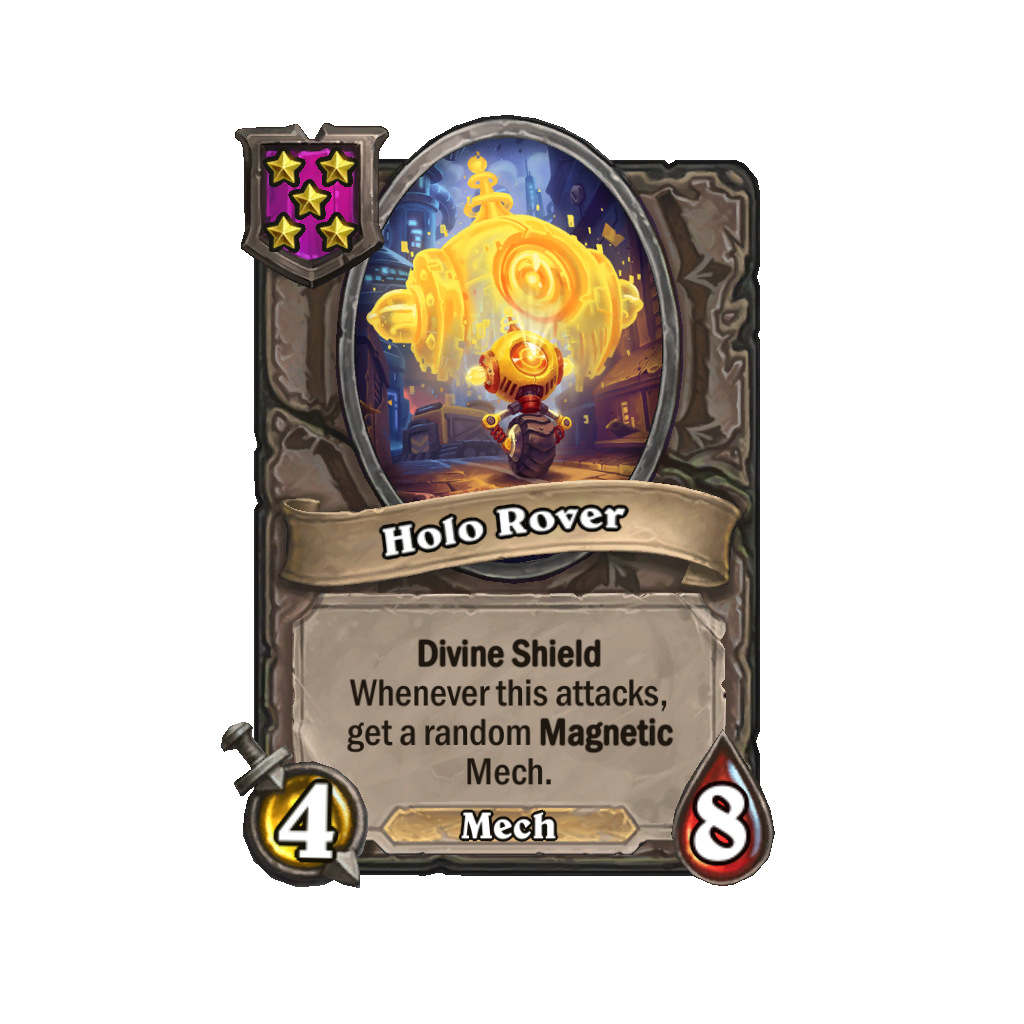 Holo Rover
Divine Shield
Whenever this attacks,
get a random Magnetic
Mech.
4
Mech
8